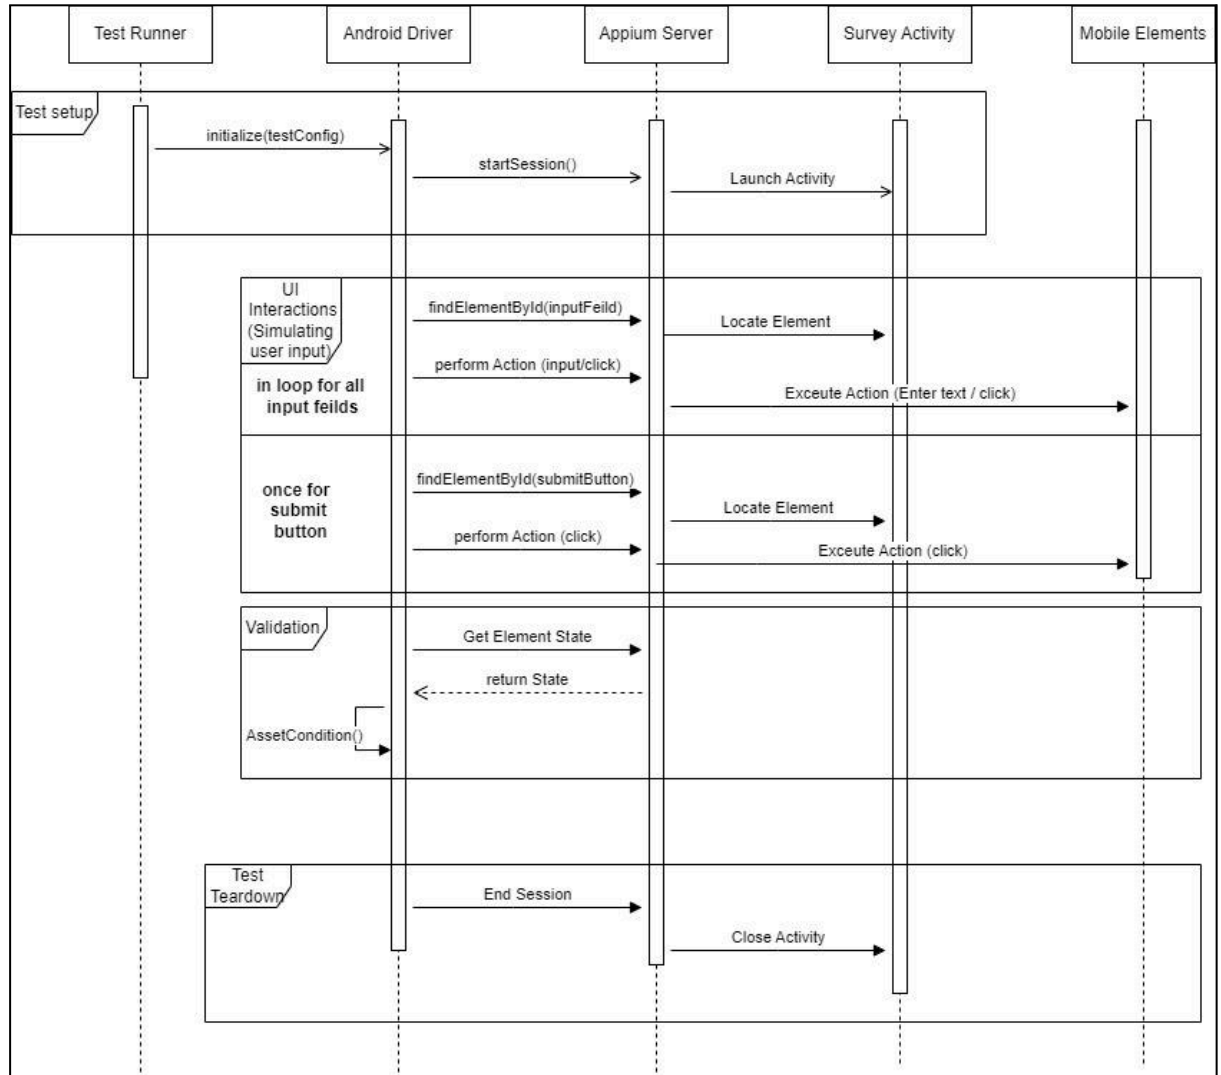 Test Runner
Android Driver
Appium Server
Survey Activity
Mobile Elements
Test setup
initialize(testConfig)
startSession()
Launch Activity
UI
Interactions
(Simulating
user input)
findElementById(inputFeild)
Locate Element
perform Action (input/click)
in loop for all
input feilds
Exceute Action (Enter text / click)
findElementById(submitButton)
once for
submit
button
Locate Element
perform Action (click)
Exceute Action (click)
Validation
Get Element State
return State
AssetCondition()
Test
Teardown
End Session
Close Activity